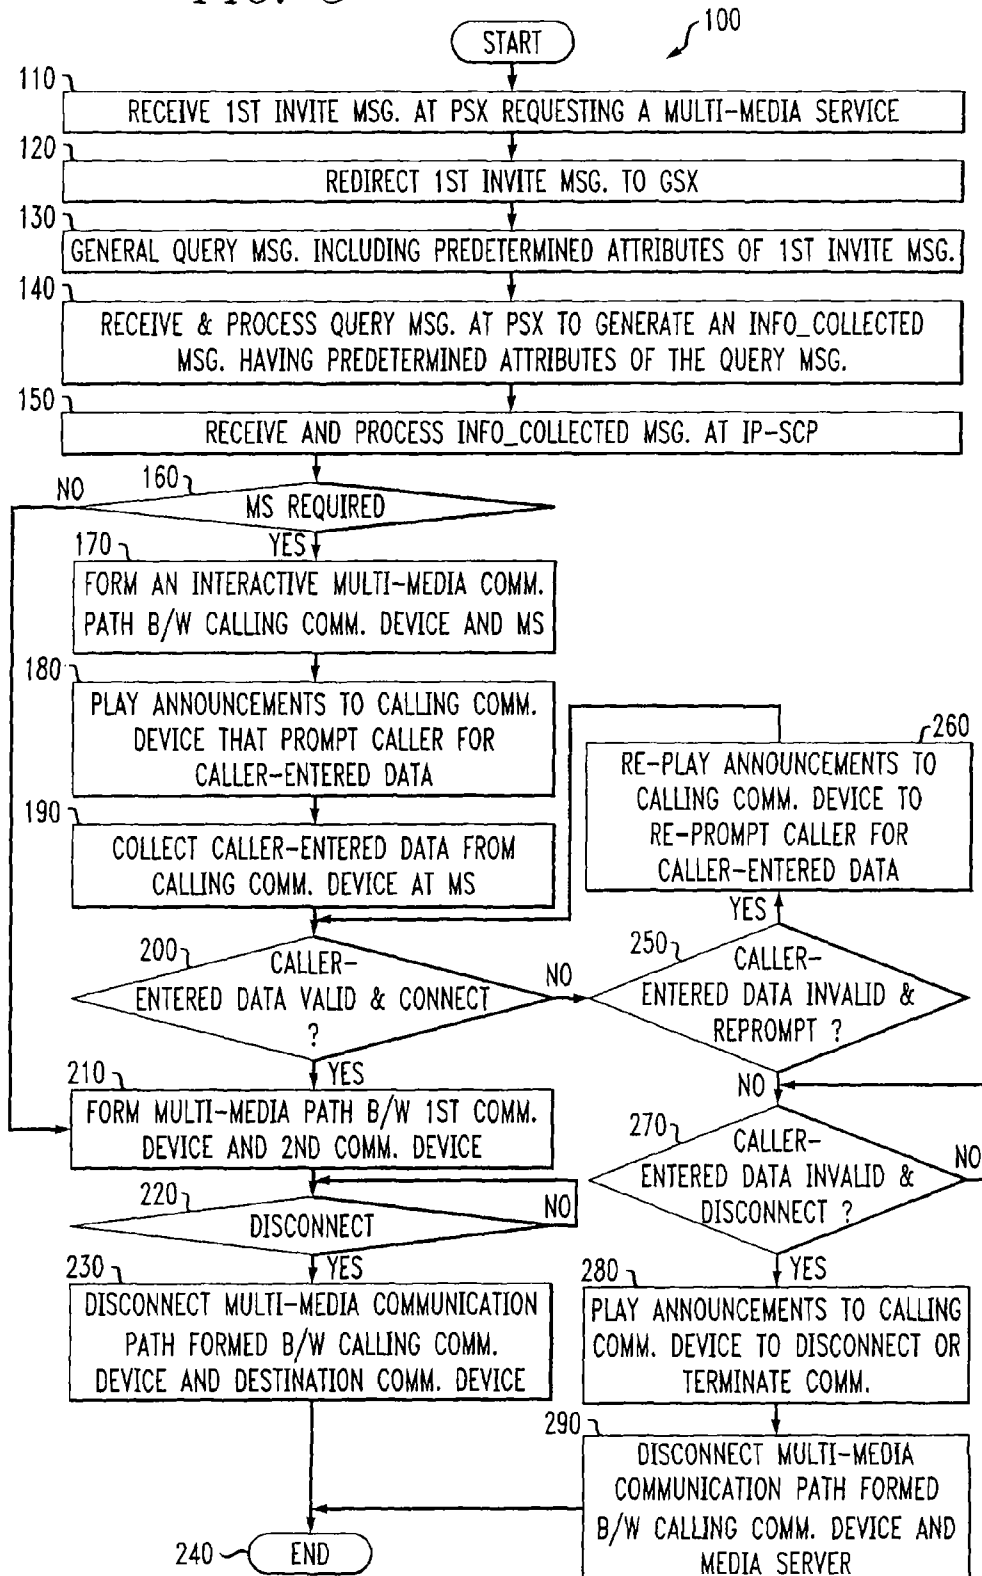 FIG. 3
START
100
110
RECEIVE 1ST INVITE MSG. AT PSX REQUESTING A MULTI-MEDIA SERVICE
120
REDIRECT 1ST INVITE MSG. TO GSX
130
GENERAL QUERY MSG. INCLUDING PREDETERMINED ATTRIBUTES OF 1ST INVITE MSG.
140
RECEIVE & PROCESS QUERY MSG. AT PSX TO GENERATE AN INFO_COLLECTED
MSG. HAVING PREDETERMINED ATTRIBUTES OF THE QUERY MSG.
150
RECEIVE AND PROCESS INFO_COLLECTED MSG. AT IP-SCP
160
NO
MS REQUIRED
YES
170
FORM AN INTERACTIVE MULTI-MEDIA COMM.
PATH B/W CALLING COMM. DEVICE AND MS
180
PLAY ANNOUNCEMENTS TO CALLING COMM.
DEVICE THAT PROMPT CALLER FOR
CALLER-ENTERED DATA
190
COLLECT CALLER-ENTERED DATA FROM
CALLING COMM. DEVICE AT MS
260
RE-PLAY ANNOUNCEMENTS TO
CALLING COMM. DEVICE TO
RE-PROMPT CALLER FOR
CALLER-ENTERED DATA
YES
200
CALLER-
ENTERED DATA VALID & CONNECT
?
NO
YES
250
CALLER-
ENTERED DATA INVALID &
REPROMPT ?
NO
210
FORM MULTI-MEDIA PATH B/W 1ST COMM.
DEVICE AND 2ND COMM. DEVICE
270
CALLER-
ENTERED DATA INVALID &
DISCONNECT ?
NO
YES
220
DISCONNECT
NO
YES
230
DISCONNECT MULTI-MEDIA COMMUNICATION
PATH FORMED B/W CALLING COMM.
DEVICE AND DESTINATION COMM. DEVICE
280
PLAY ANNOUNCEMENTS TO CALLING
COMM. DEVICE TO DISCONNECT OR
TERMINATE COMM.
290
DISCONNECT MULTI-MEDIA
COMMUNICATION PATH FORMED
B/W CALLING COMM. DEVICE AND
MEDIA SERVER
240
END